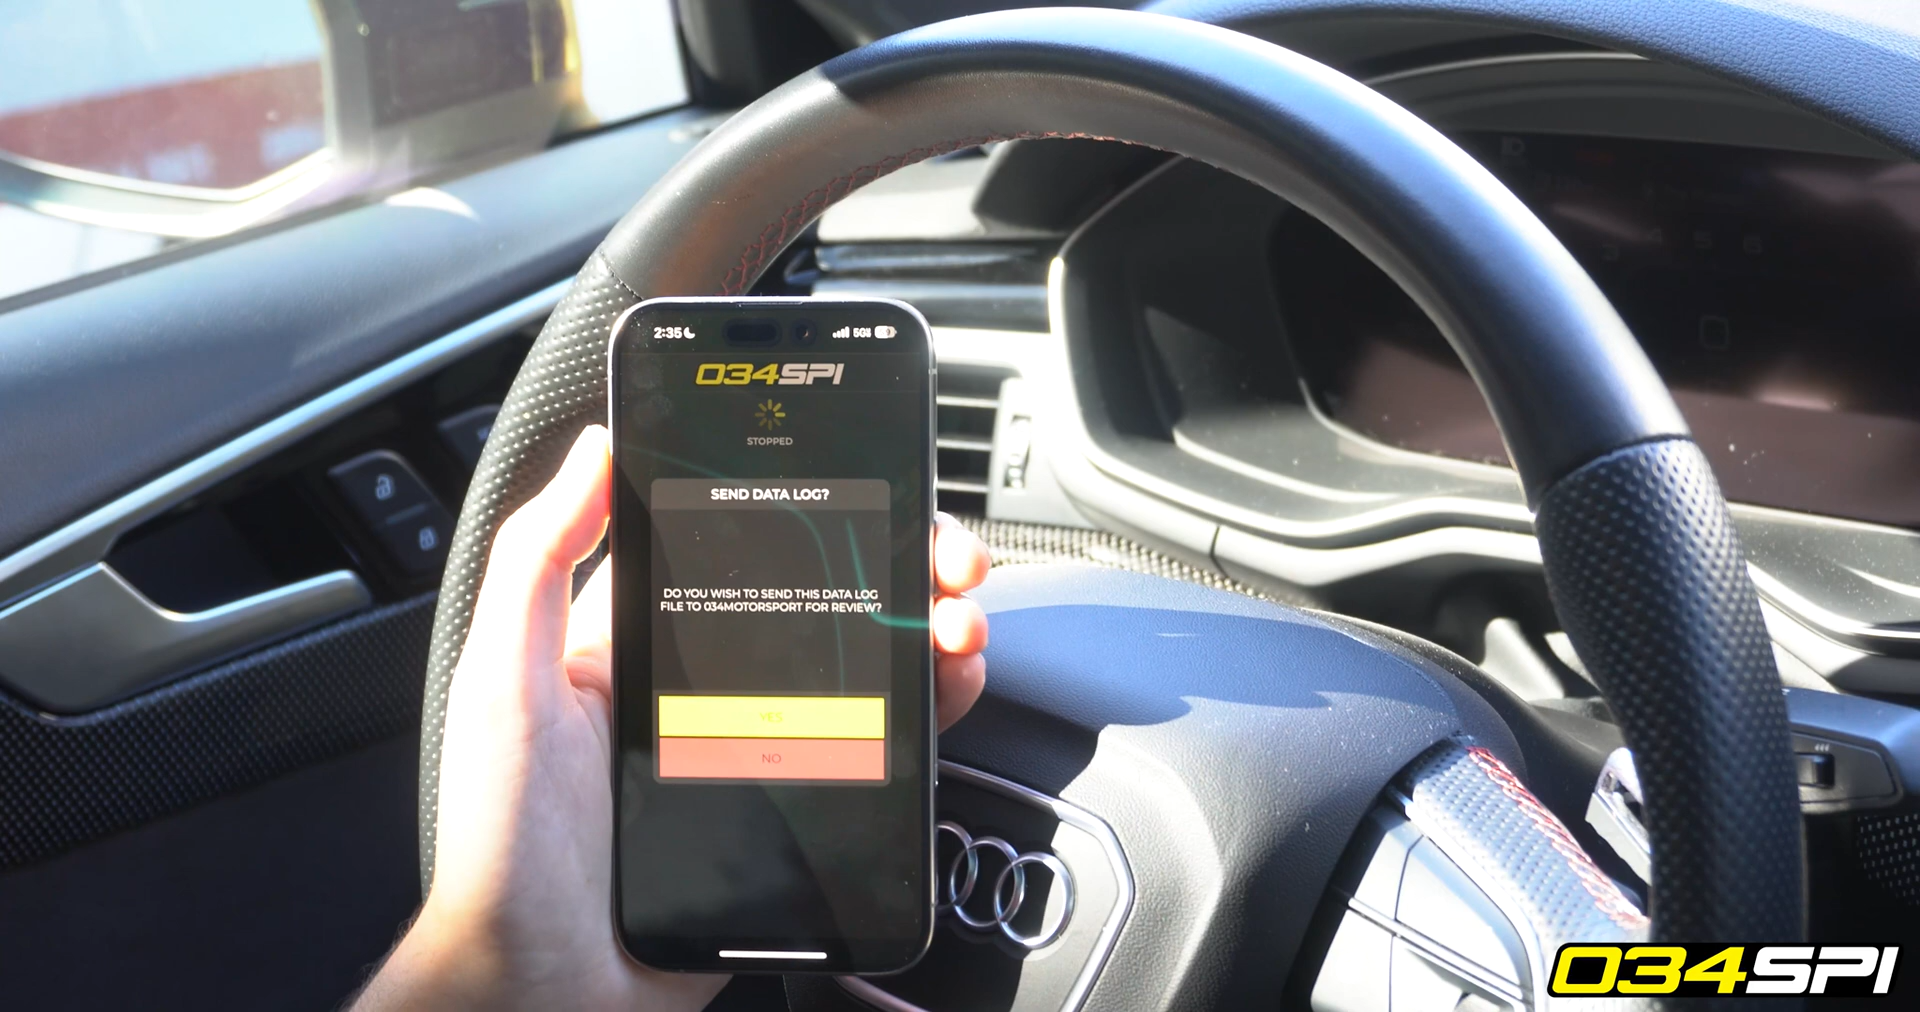 2:35
5G
034SPI
STOPPED
SEND DATA LOG?
DO YOU WISH TO SEND THIS DATA LOG
FILE TO 034MOTORSPORT FOR REVIEW?
YES
NO
034SPI